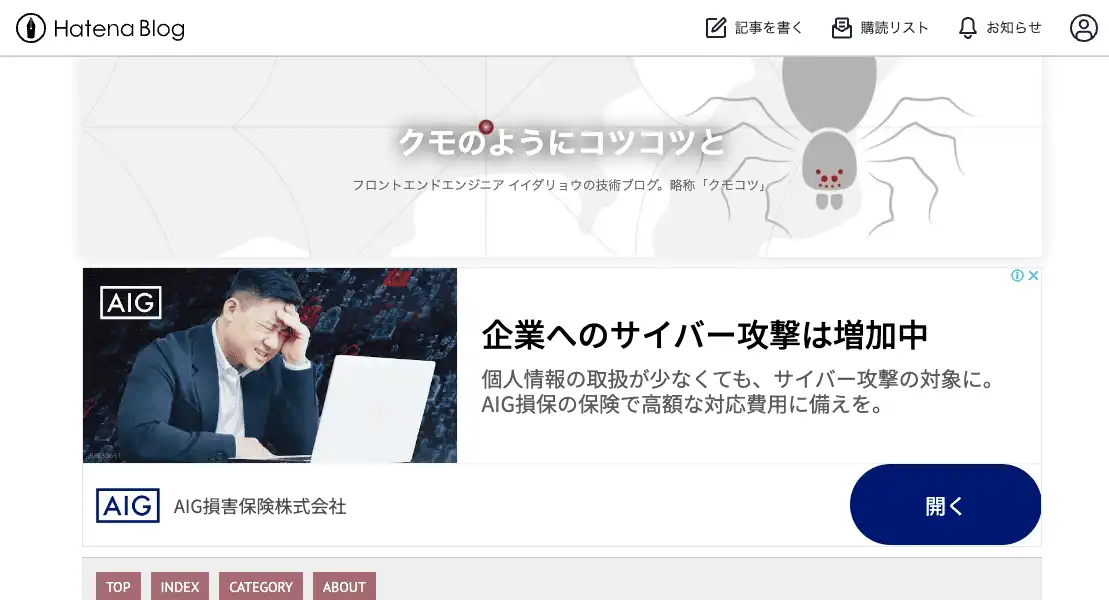 Hatena Blog
記事を書く
購読リスト
お知らせ
クモのようにコツコツと
フロントエンドエンジニア イイダリョウの技術ブログ。略称「クモコツ」
AIG
企業へのサイバー攻撃は増加中
個人情報の取扱が少なくても、サイバー攻撃の対象に。
AIG損保の保険で高額な対応費用に備えを。
AIG
AIG損害保険株式会社
開く
TOP
INDEX
CATEGORY
ABOUT